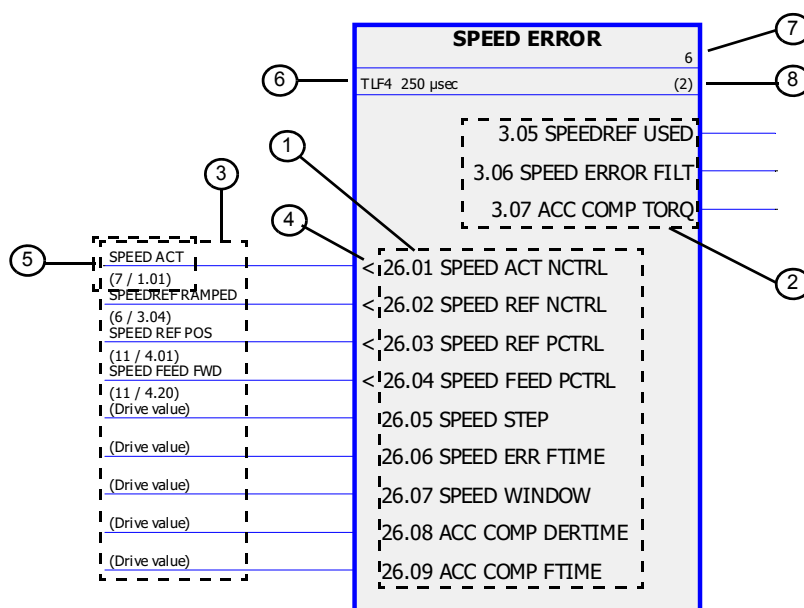 SPEED ERROR
7
6
6
TLF4 250 µsec
(2)
8
3.05 SPEEDREF USED
1
3.06 SPEED ERROR FILT
3
3.07 ACC COMP TORQ
4
2
5
SPEED ACT
< 26.01 SPEED ACT NCTRL
(7 / 1.01)
SPEEDREF RAMPED
< 26.02 SPEED REF NCTRL
(6 / 3.04)
SPEED REF POS
< 26.03 SPEED REF PCTRL
(11 / 4.01)
SPEED FEED FWD
< 26.04 SPEED FEED PCTRL
(11 / 4.20)
(Drive value)
26.05 SPEED STEP
(Drive value)
26.06 SPEED ERR FTIME
(Drive value)
26.07 SPEED WINDOW
(Drive value)
26.08 ACC COMP DERTIME
(Drive value)
26.09 ACC COMP FTIME